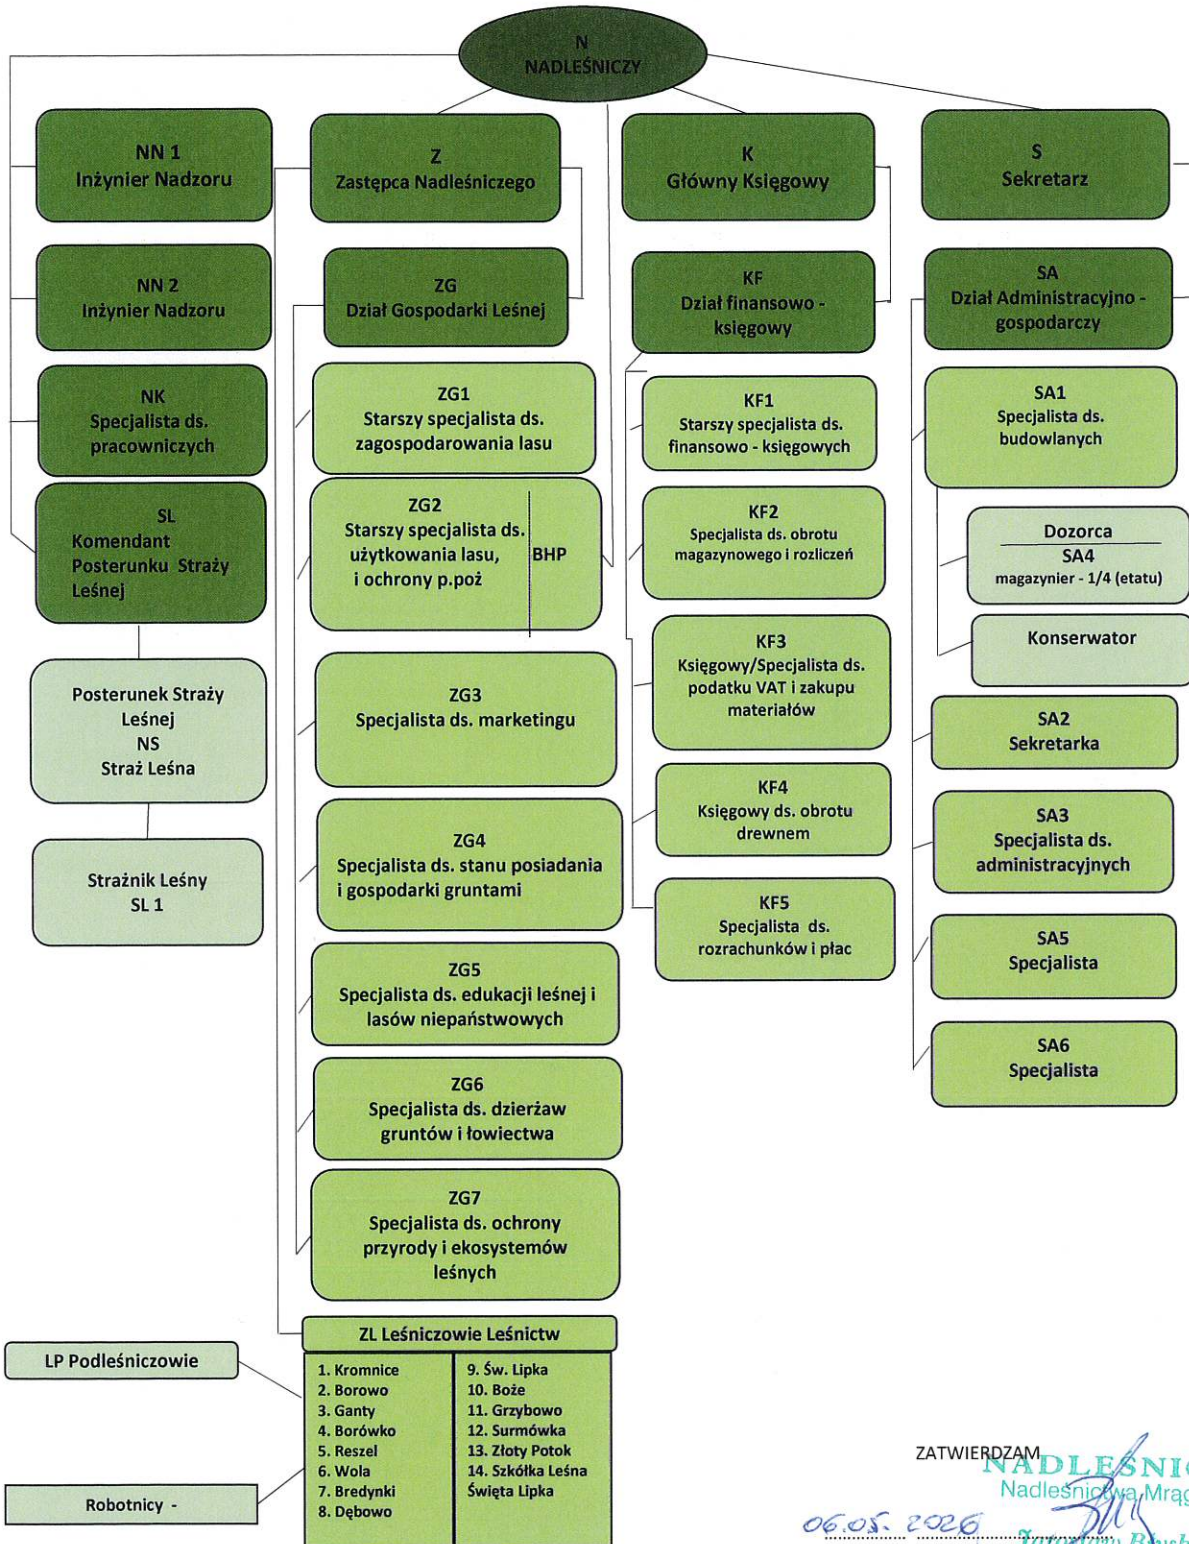 N
NADLEŚNICZY
NN 1
Inżynier Nadzoru
NN 2
Inżynier Nadzoru
NK
Specjalista ds.
pracowniczych
SL
Komendant
Posterunku Straży
Leśnej
Posterunek Straży
Leśnej
NS
Straż Leśna
Strażnik Leśny
SL 1
Z
Zastępca Nadleśniczego
ZG
Dział Gospodarki Leśnej
ZG1
Starszy specjalista ds.
zagospodarowania lasu
ZG2
Starszy specjalista ds.
użytkowania lasu,
i ochrony p.poż
BHP
ZG3
Specjalista ds. marketingu
ZG4
Specjalista ds. stanu posiadania
i gospodarki gruntami
ZG5
Specjalista ds. edukacji leśnej i
lasów niepaństwowych
ZG6
Specjalista ds. dzierżaw
gruntów i łowiectwa
ZG7
Specjalista ds. ochrony
przyrody i ekosystemów
leśnych
K
Główny Księgowy
KF
Dział finansowo -
księgowy
KF1
Starszy specjalista ds.
finansowo - księgowych
KF2
Specjalista ds. obrotu
magazynowego i rozliczeń
KF3
Księgowy/Specjalista ds.
podatku VAT i zakupu
materiałów
KF4
Księgowy ds. obrotu
drewnem
KF5
Specjalista ds.
rozrachunków i płac
S
Sekretarz
SA
Dział Administracyjno -
gospodarczy
SA1
Specjalista ds.
budowlanych
Dozorca
SA4
magazynier - 1/4 (etatu)
Konserwator
SA2
Sekretarka
SA3
Specjalista ds.
administracyjnych
SA5
Specjalista
SA6
Specjalista
ZL Leśniczowie Leśnictw
LP Podleśniczowie
Robotnicy -
1. Kromnice
2. Borowo
3. Ganty
4. Borówko
5. Reszel
6. Wola
7. Bredynki
8. Dębowo
9. Św. Lipka
10. Boże
11. Grzybowo
12. Surmówka
13. Złoty Potok
14. Szkółka Leśna
Święta Lipka
ZATWIERDZAM
NADLEŚNIC
Nadleśnictwa Mrąg
06.05. 2026